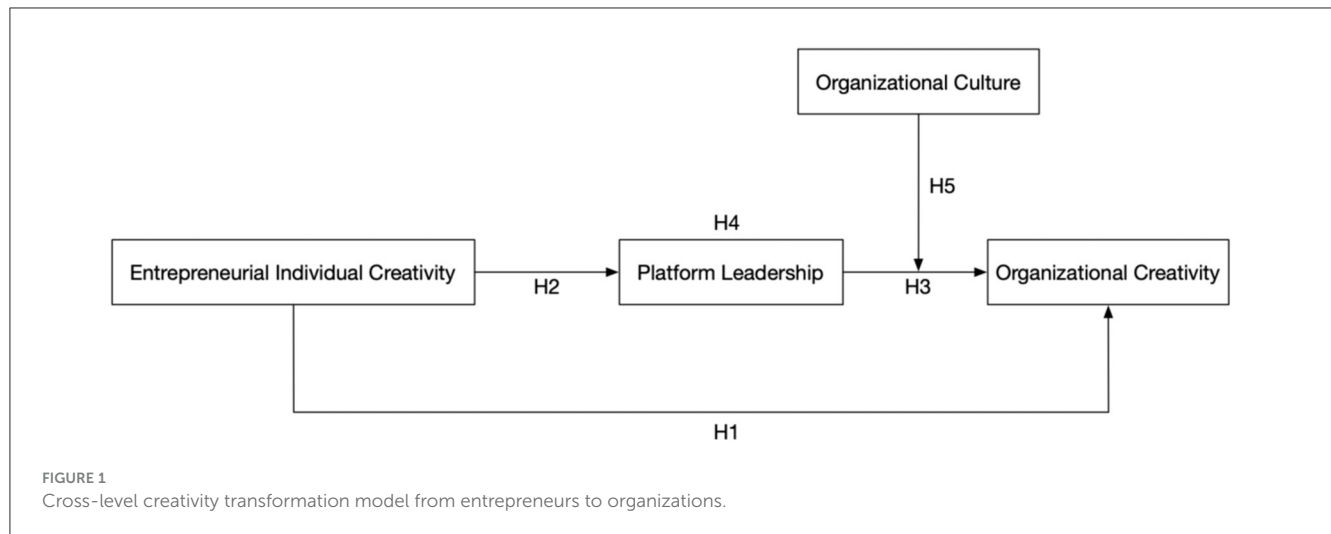 Organizational Culture
H5
H4
Entrepreneurial Individual Creativity
H2
Platform Leadership
H3
Organizational Creativity
H1
FIGURE 1
Cross-level creativity transformation model from entrepreneurs to organizations.